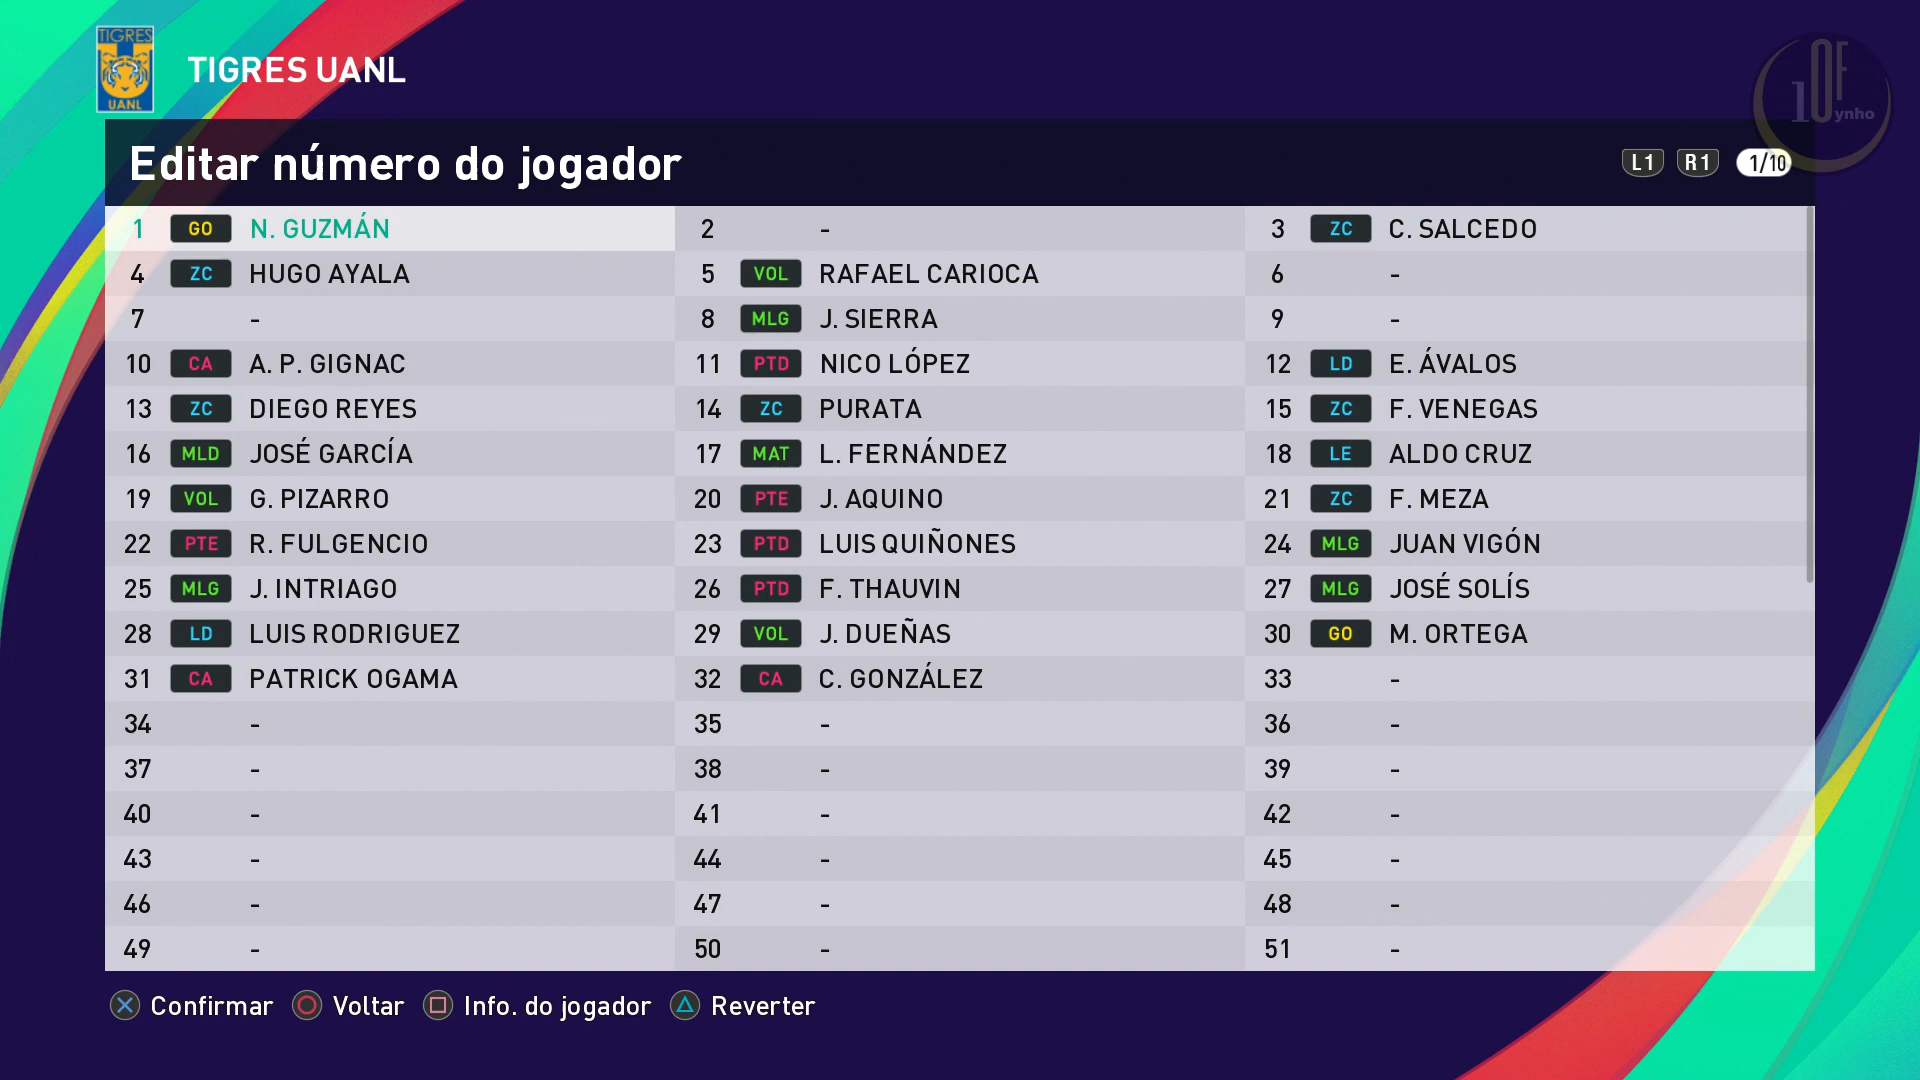 TIGRES
UANL
TIGRES UANL
10F
ynho
Editar número do jogador
L1 R1 1/10
1 GO N. GUZMÁN 2 - 3 ZC C. SALCEDO
4 ZC HUGO AYALA 5 VOL RAFAEL CARIOCA 6 -
7 - 8 MLG J. SIERRA 9 -
10 CA A. P. GIGNAC 11 PTD NICO LÓPEZ 12 LD E. ÁVALOS
13 ZC DIEGO REYES 14 ZC PURATA 15 ZC F. VENEGAS
16 MLD JOSÉ GARCÍA 17 MAT L. FERNÁNDEZ 18 LE ALDO CRUZ
19 VOL G. PIZARRO 20 PTE J. AQUINO 21 ZC F. MEZA
22 PTE R. FULGENCIO 23 PTD LUIS QUIÑONES 24 MLG JUAN VIGÓN
25 MLG J. INTRIAGO 26 PTD F. THAUVIN 27 MLG JOSÉ SOLÍS
28 LD LUIS RODRIGUEZ 29 VOL J. DUEÑAS 30 GO M. ORTEGA
31 CA PATRICK OGAMA 32 CA C. GONZÁLEZ 33 -
34 - 35 - 36 -
37 - 38 - 39 -
40 - 41 - 42 -
43 - 44 - 45 -
46 - 47 - 48 -
49 - 50 - 51 -
Confirmar Voltar Info. do jogador Reverter